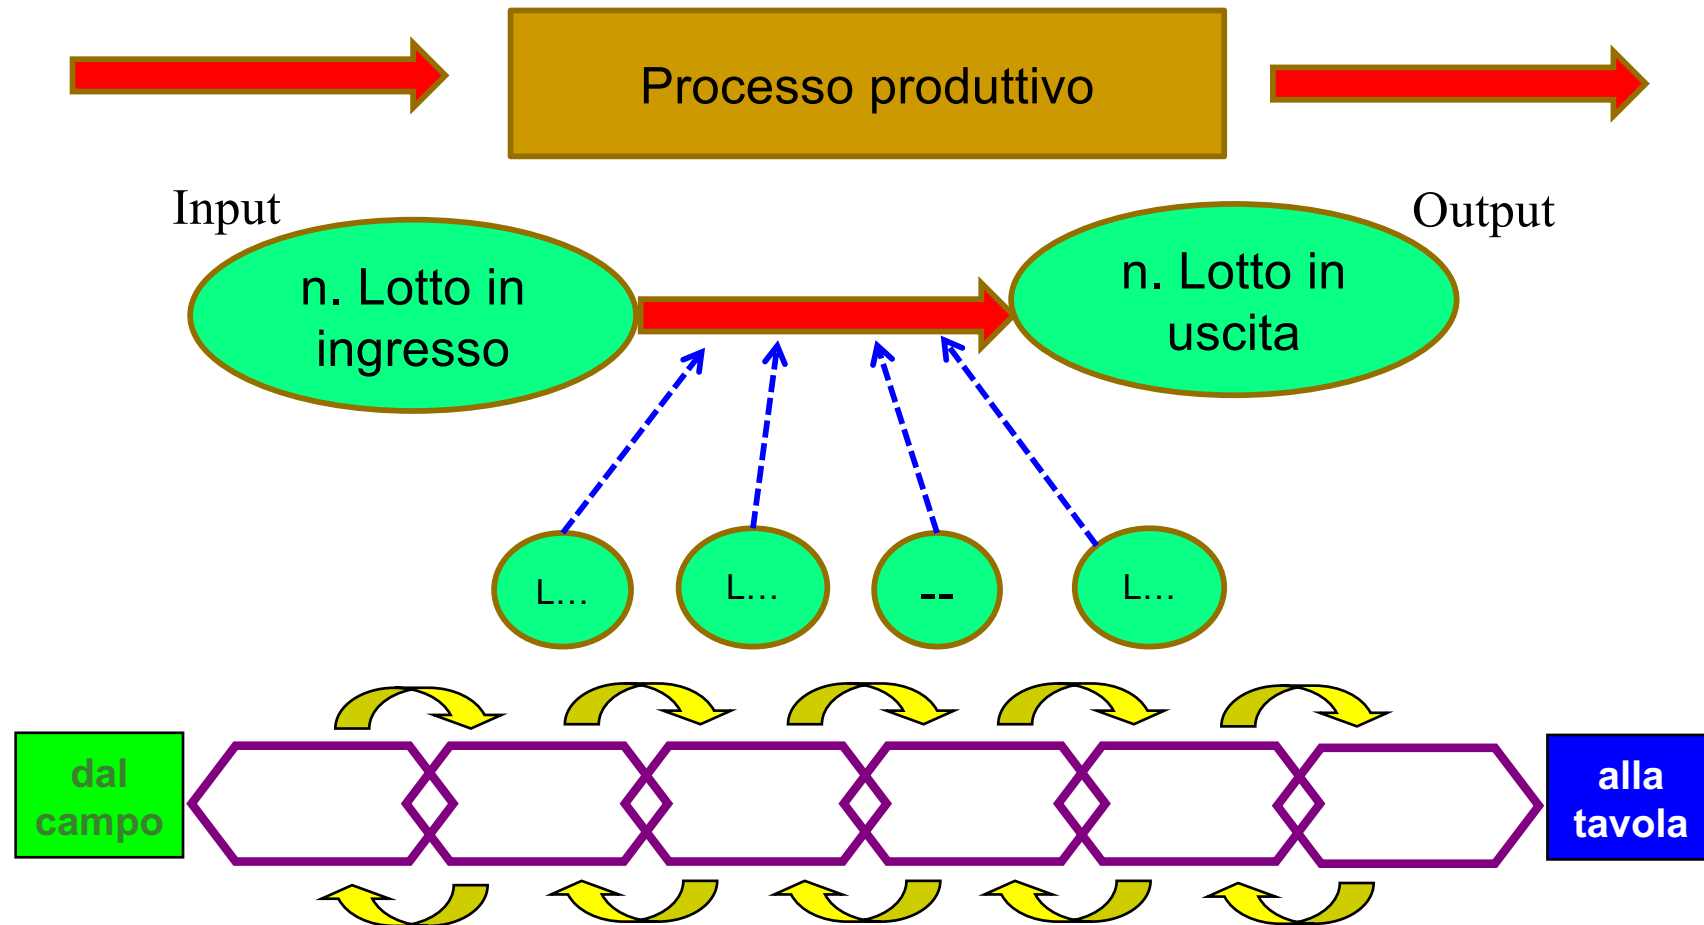 Processo produttivo
Input
Output
n. Lotto in
ingresso
n. Lotto in
uscita
L...
L...
--
L...
dal
campo
alla
tavola